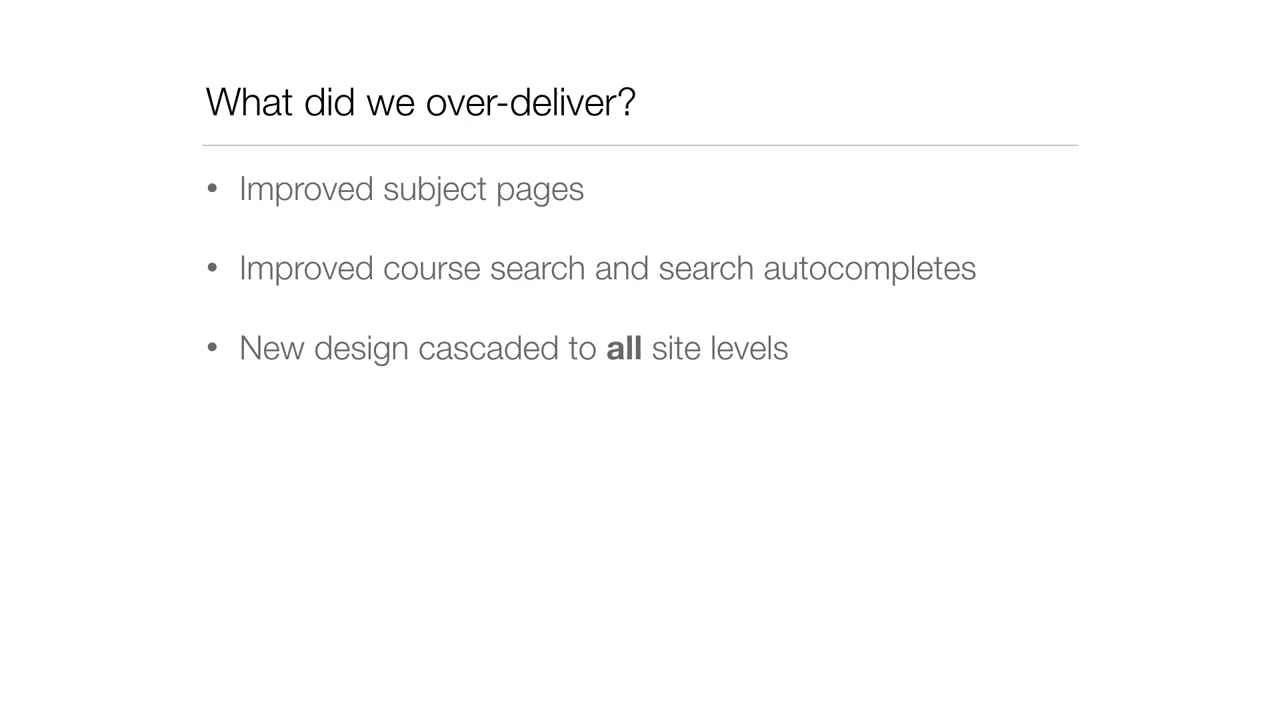 What did we over-deliver?
• Improved subject pages
• Improved course search and search autocompletes
• New design cascaded to all site levels